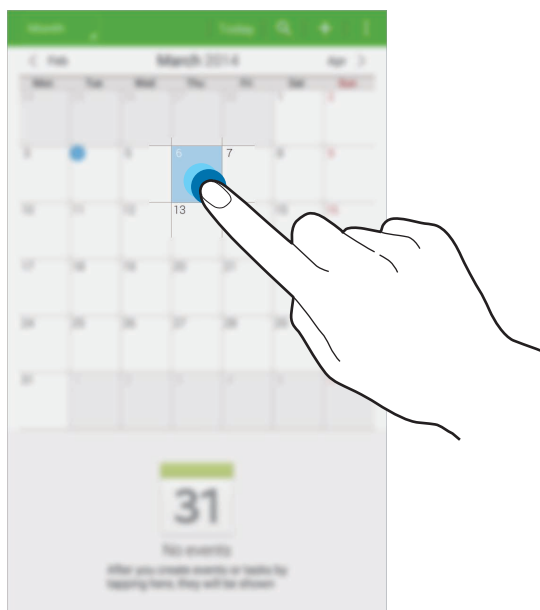 Month Today
Feb March 2014 Apr
Mon Tue Wed Thu Fri Sat Sun
1 2
3 5 6 7 8 9
10 11 12 13 15 16
17 18 19 20 21
24 25 26 27 28 29
31 1 2 3 4 5
31
No events
After you create events or tasks by
tapping here, they will be shown